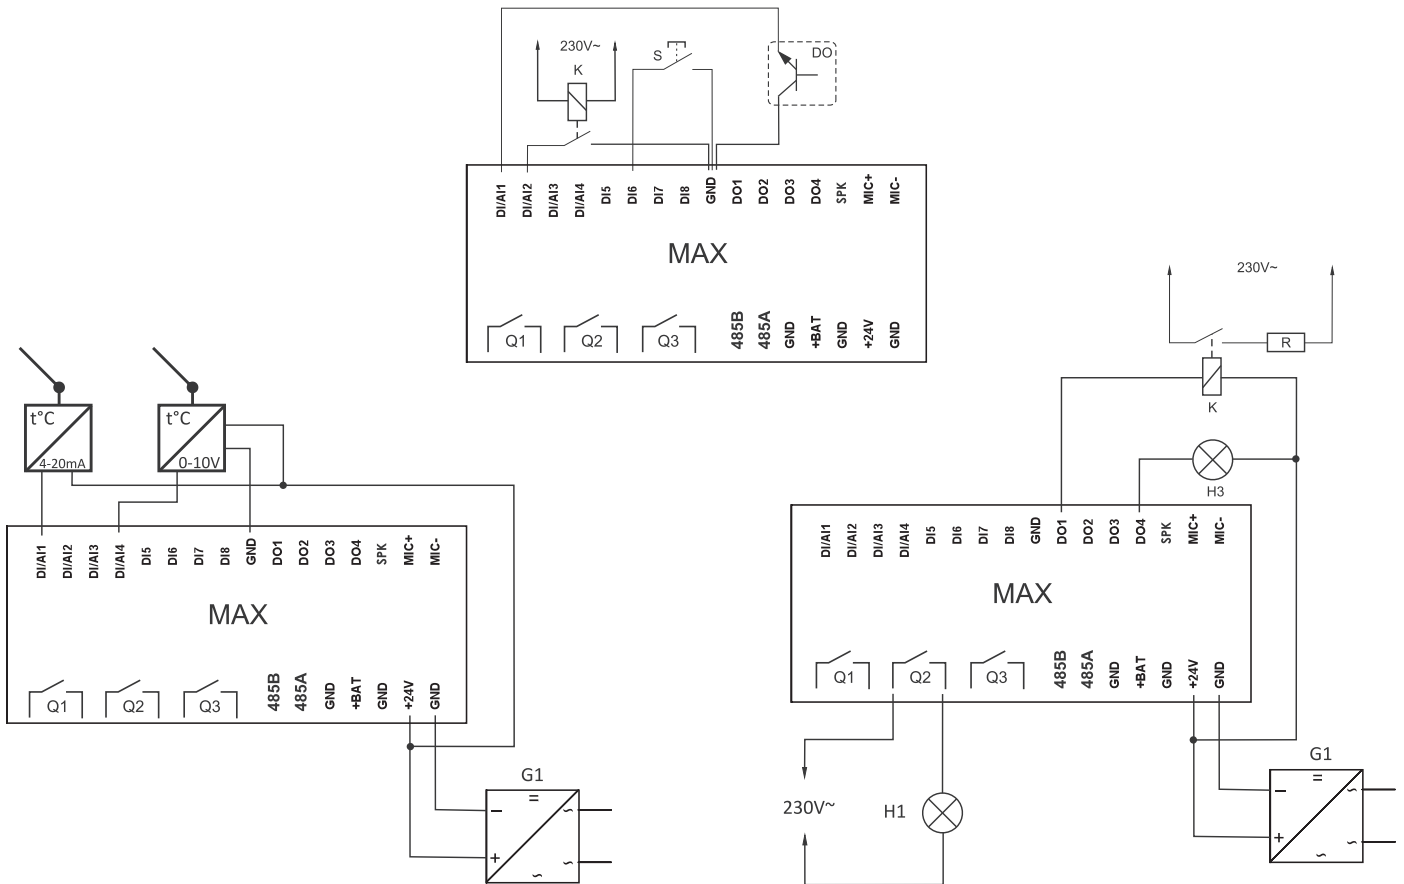 230V~
K
S
DO
DI/AI1
DI/AI2
DI/AI3
DI/AI4
DI5
DI6
DI7
DI8
GND
DO1
DO2
DO3
DO4
SPK
MIC+
MIC-
MAX
Q1
Q2
Q3
485B
485A
GND
+BAT
GND
+24V
GND
t°C
4-20mA
t°C
0-10V
DI/AI1
DI/AI2
DI/AI3
DI/AI4
DI5
DI6
DI7
DI8
GND
DO1
DO2
DO3
DO4
SPK
MIC+
MIC-
MAX
Q1
Q2
Q3
485B
485A
GND
+BAT
GND
+24V
GND
G1
=
−
~
+
~
~
230V~
R
K
H3
DI/AI1
DI/AI2
DI/AI3
DI/AI4
DI5
DI6
DI7
DI8
GND
DO1
DO2
DO3
DO4
SPK
MIC+
MIC-
MAX
Q1
Q2
Q3
485B
485A
GND
+BAT
GND
+24V
GND
230V~
H1
G1
=
−
~
+
~
~